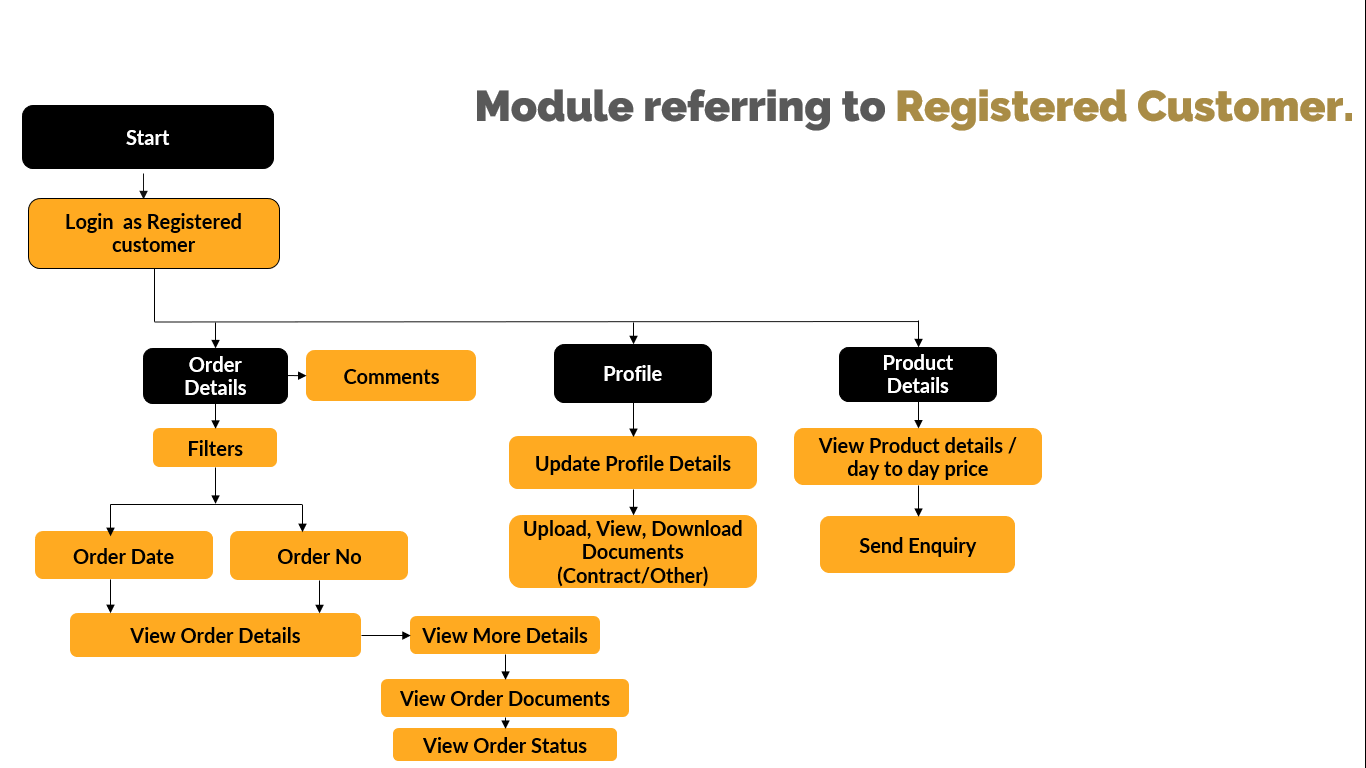 Module referring to Registered Customer.
Start
Login  as Registered
customer
Order
Details
Comments
Profile
Product
Details
Filters
Update Profile Details
View Product details /
day to day price
Order Date
Order No
Upload, View, Download
Documents
(Contract/Other)
Send Enquiry
View Order Details
View More Details
View Order Documents
View Order Status